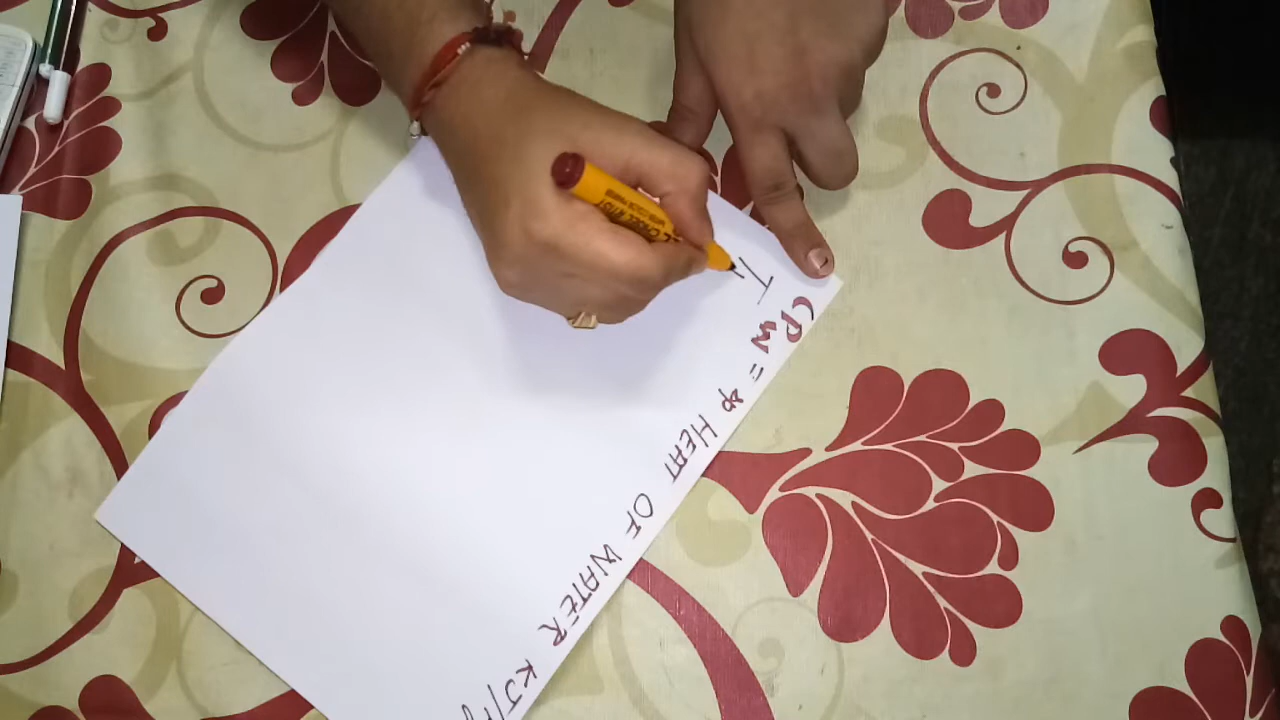 CPW = sp HEAT OF WATER KJ/
T